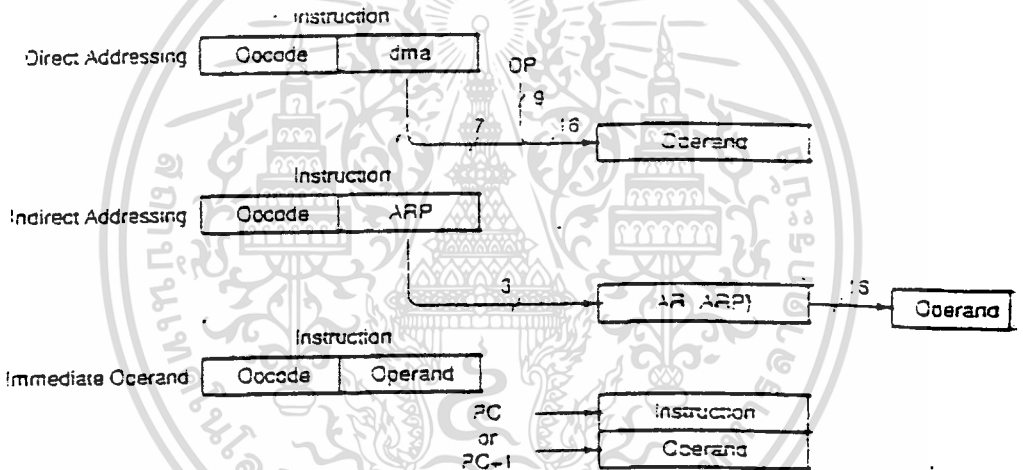 Instruction
Direct Addressing
Opcode
dma
DP
9
7
16
Operand
Instruction
Indirect Addressing
Opcode
ARP
3
AR (ARP)
16
Operand
Instruction
Immediate Operand
Opcode
Operand
PC
Instruction
or
PC+1
Operand